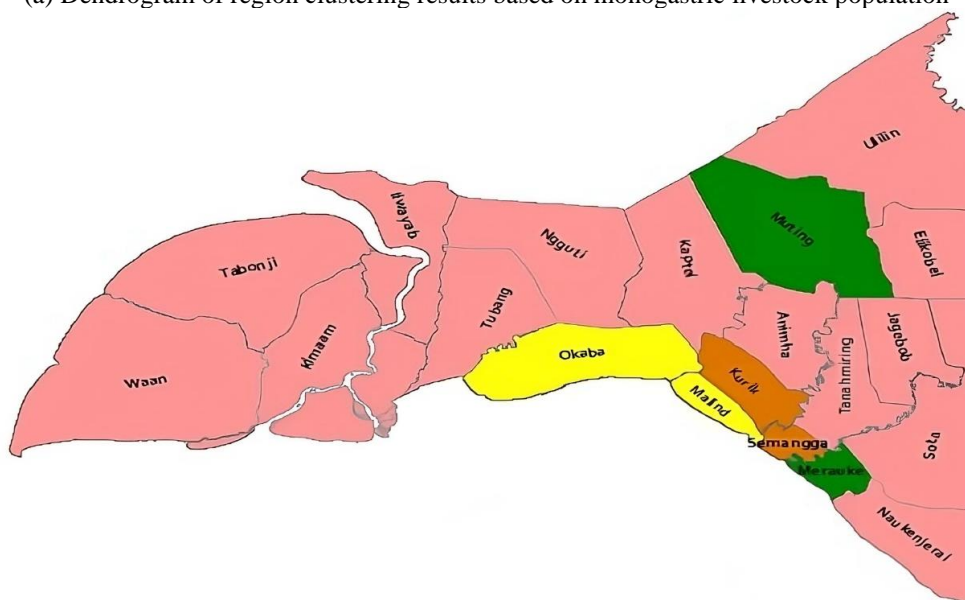 (a) Dendrogram of region clustering results based on monogastric livestock population
Ulilin
Muting
Ilwayab
Ngguti
Elikobel
Kaptel
Tabonji
Tubang
Animha
Jagebob
Kimaam
Tanahmiring
Okaba
Waan
Kurik
Malind
Sota
Semangga
Merauke
Naukenjerai